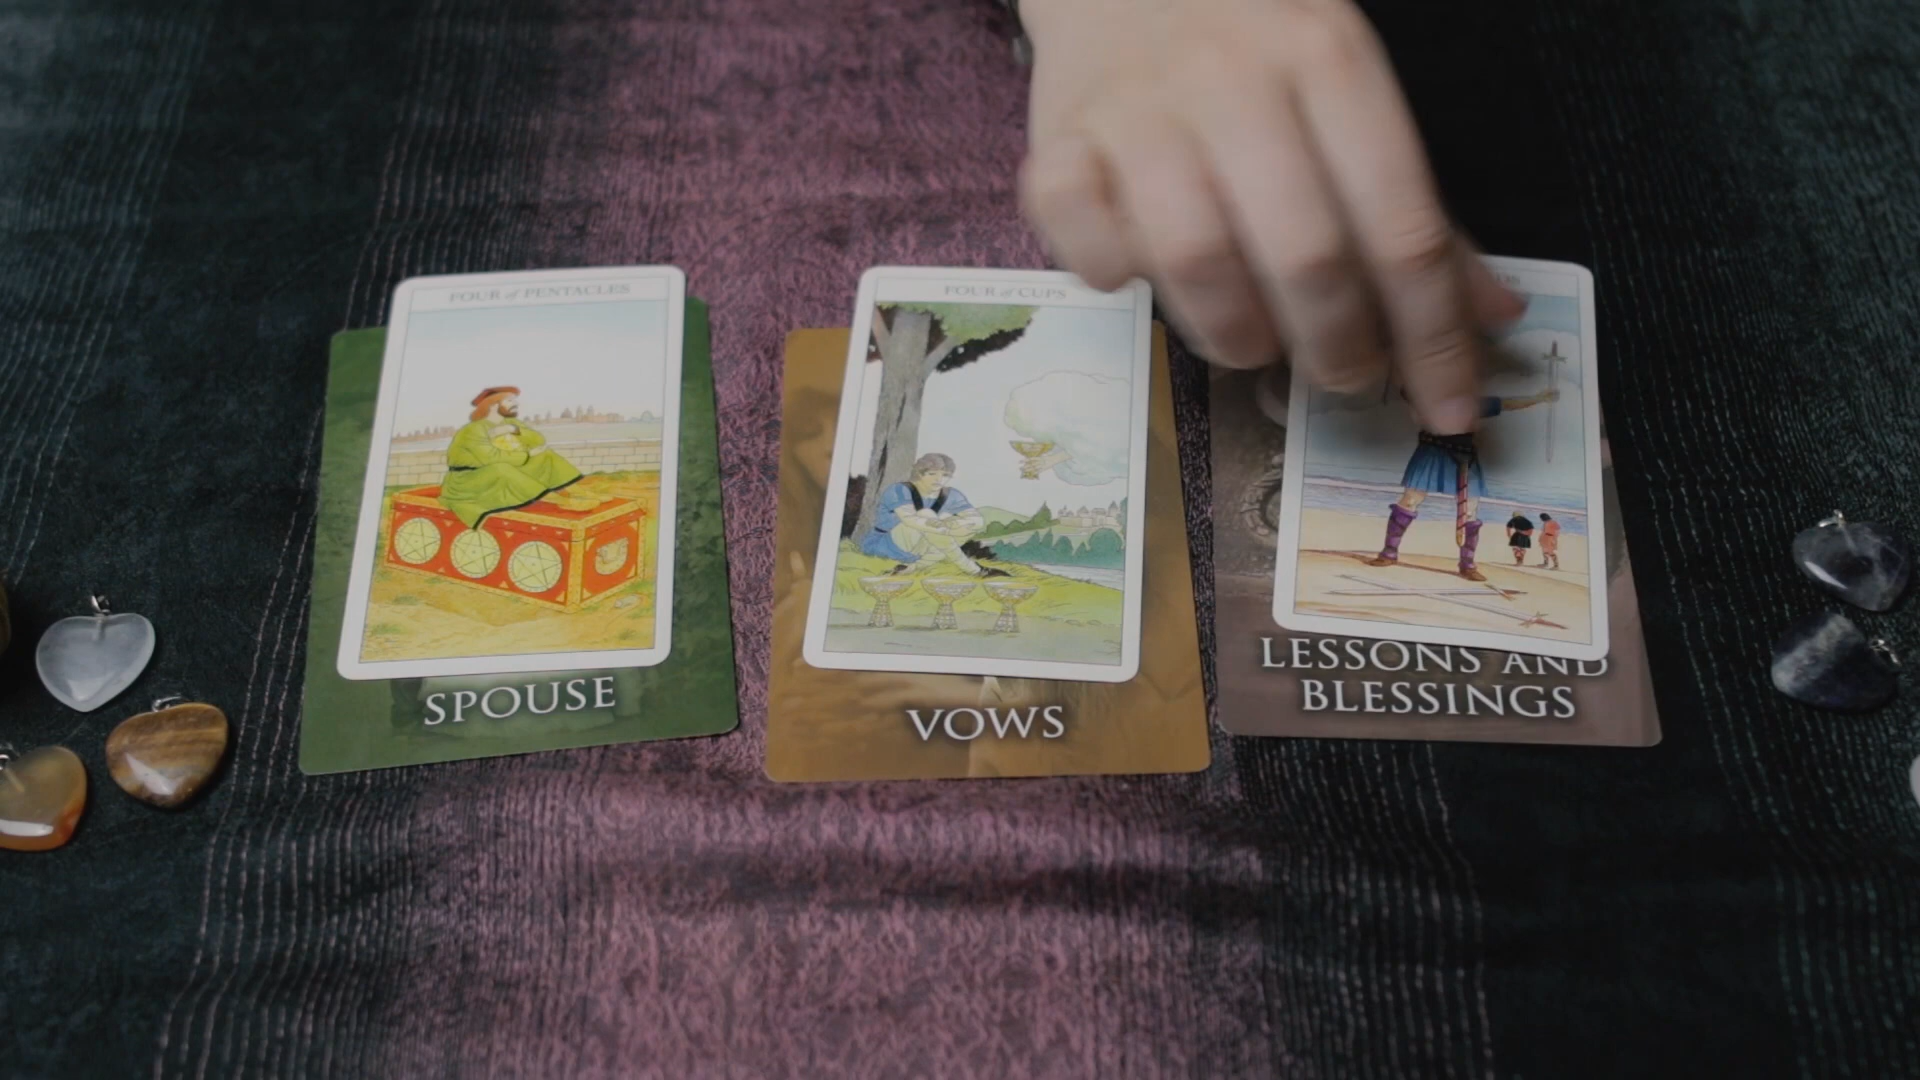 FOUR of PENTACLES
FOUR of CUPS
SPOUSE
VOWS
LESSONS AND
BLESSINGS